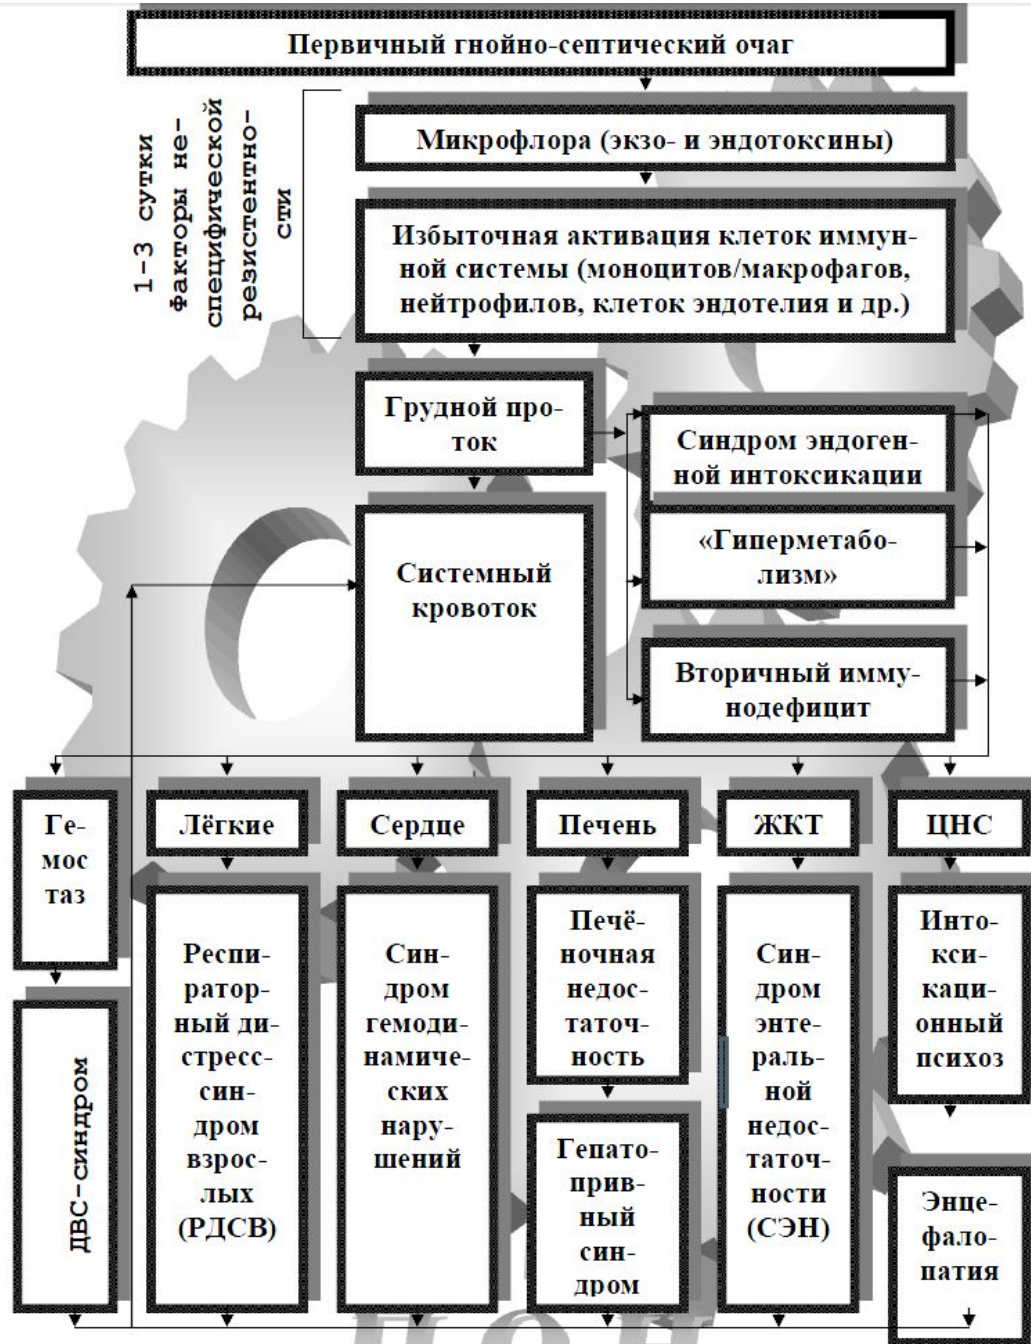 Первичный гнойно-септический очаг
1-3 сутки
факторы не-
специфической
резистентно-
сти
Микрофлора (экзо- и эндотоксины)
Избыточная активация клеток иммун-
ной системы (моноцитов/макрофагов,
нейтрофилов, клеток эндотелия и др.)
Грудной про-
ток
Синдром эндоген-
ной интоксикации
Системный
кровоток
«Гиперметабо-
лизм»
Вторичный имму-
нодефицит
Ге-
мос
таз
Лёгкие
Сердце
Печень
ЖКТ
ЦНС
ДВС-синдром
Респи-
ратор-
ный ди-
стресс-
син-
дром
взрос-
лых
(РДСВ)
Син-
дром
гемоди-
намиче-
ских
нару-
шений
Печё-
ночная
недос-
таточ-
ность
Гепато-
прив-
ный
син-
дром
Син-
дром
энте-
раль-
ной
недос-
таточ-
ности
(СЭН)
Инто-
кси-
каци-
онный
психоз
Энце-
фало-
патия
ПОН